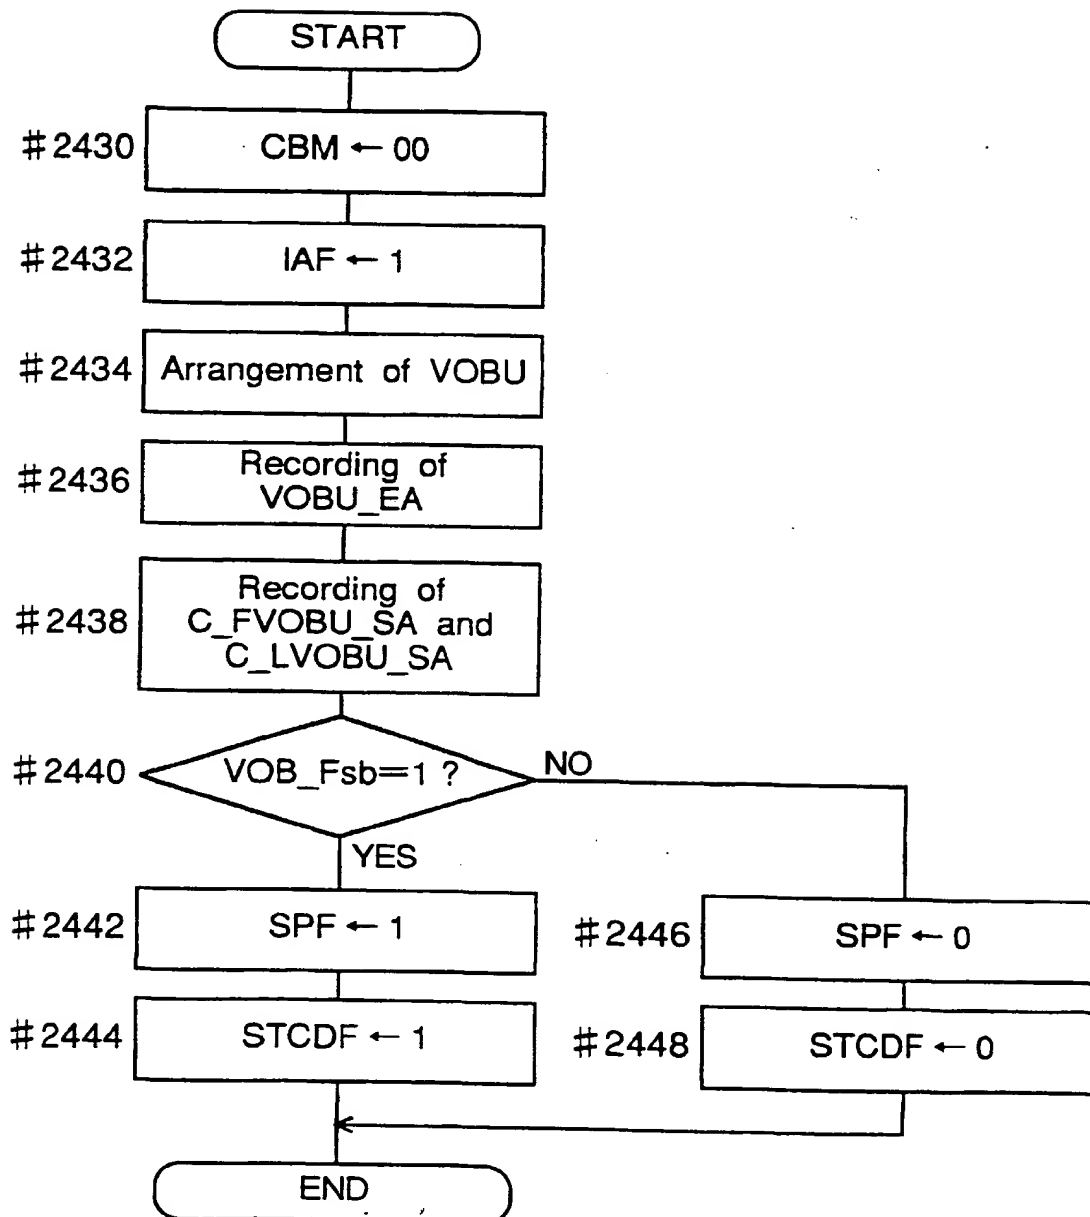 START
#2430
CBM ← 00
#2432
IAF ← 1
#2434
Arrangement of VOBU
#2436
Recording of
VOBU_EA
#2438
Recording of
C_FVOBU_SA and
C_LVOBU_SA
#2440
VOB_Fsb=1 ?
NO
YES
#2442
SPF ← 1
#2446
SPF ← 0
#2444
STCDF ← 1
#2448
STCDF ← 0
END